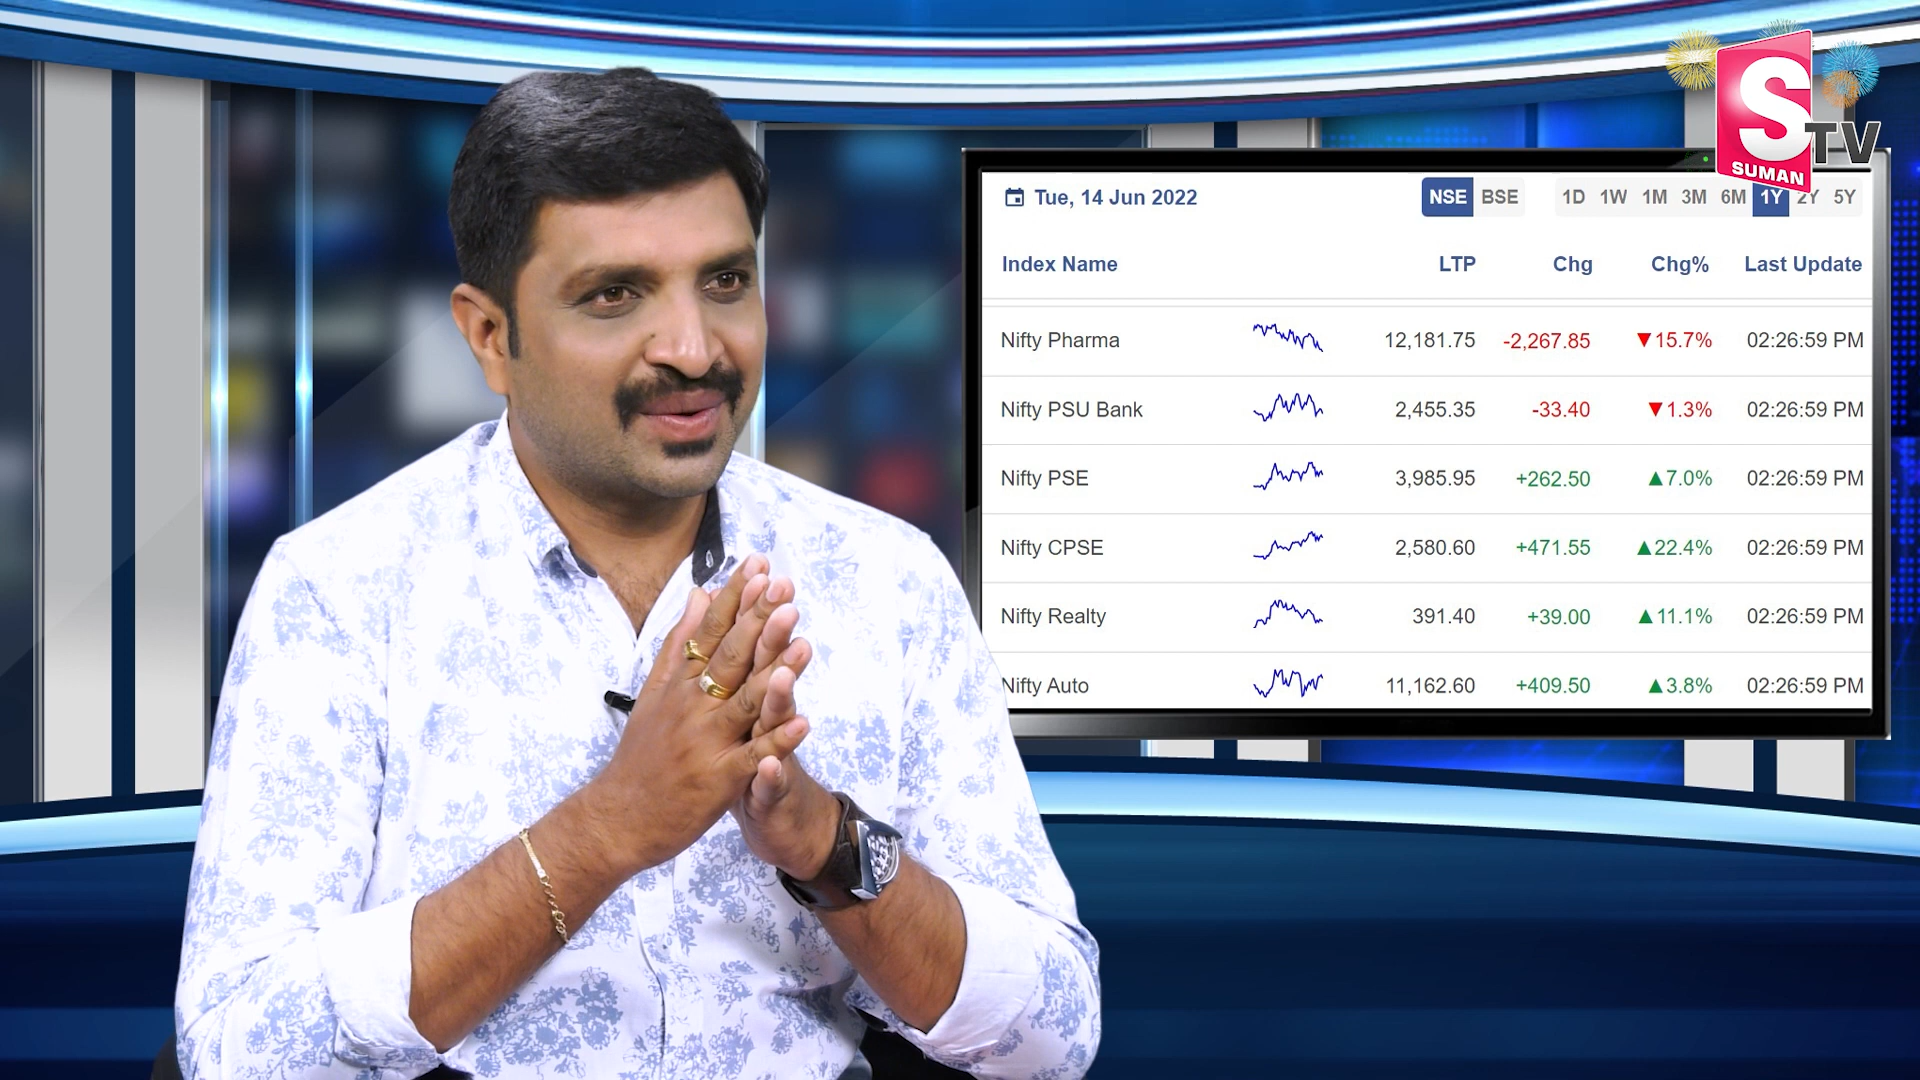 S TV
SUMAN
Tue, 14 Jun 2022 NSE BSE 1D 1W 1M 3M 6M 1Y 2Y 5Y
Index Name LTP Chg Chg% Last Update
Nifty Pharma 12,181.75 -2,267.85 ▼15.7% 02:26:59 PM
Nifty PSU Bank 2,455.35 -33.40 ▼1.3% 02:26:59 PM
Nifty PSE 3,985.95 +262.50 ▲7.0% 02:26:59 PM
Nifty CPSE 2,580.60 +471.55 ▲22.4% 02:26:59 PM
Nifty Realty 391.40 +39.00 ▲11.1% 02:26:59 PM
Nifty Auto 11,162.60 +409.50 ▲3.8% 02:26:59 PM